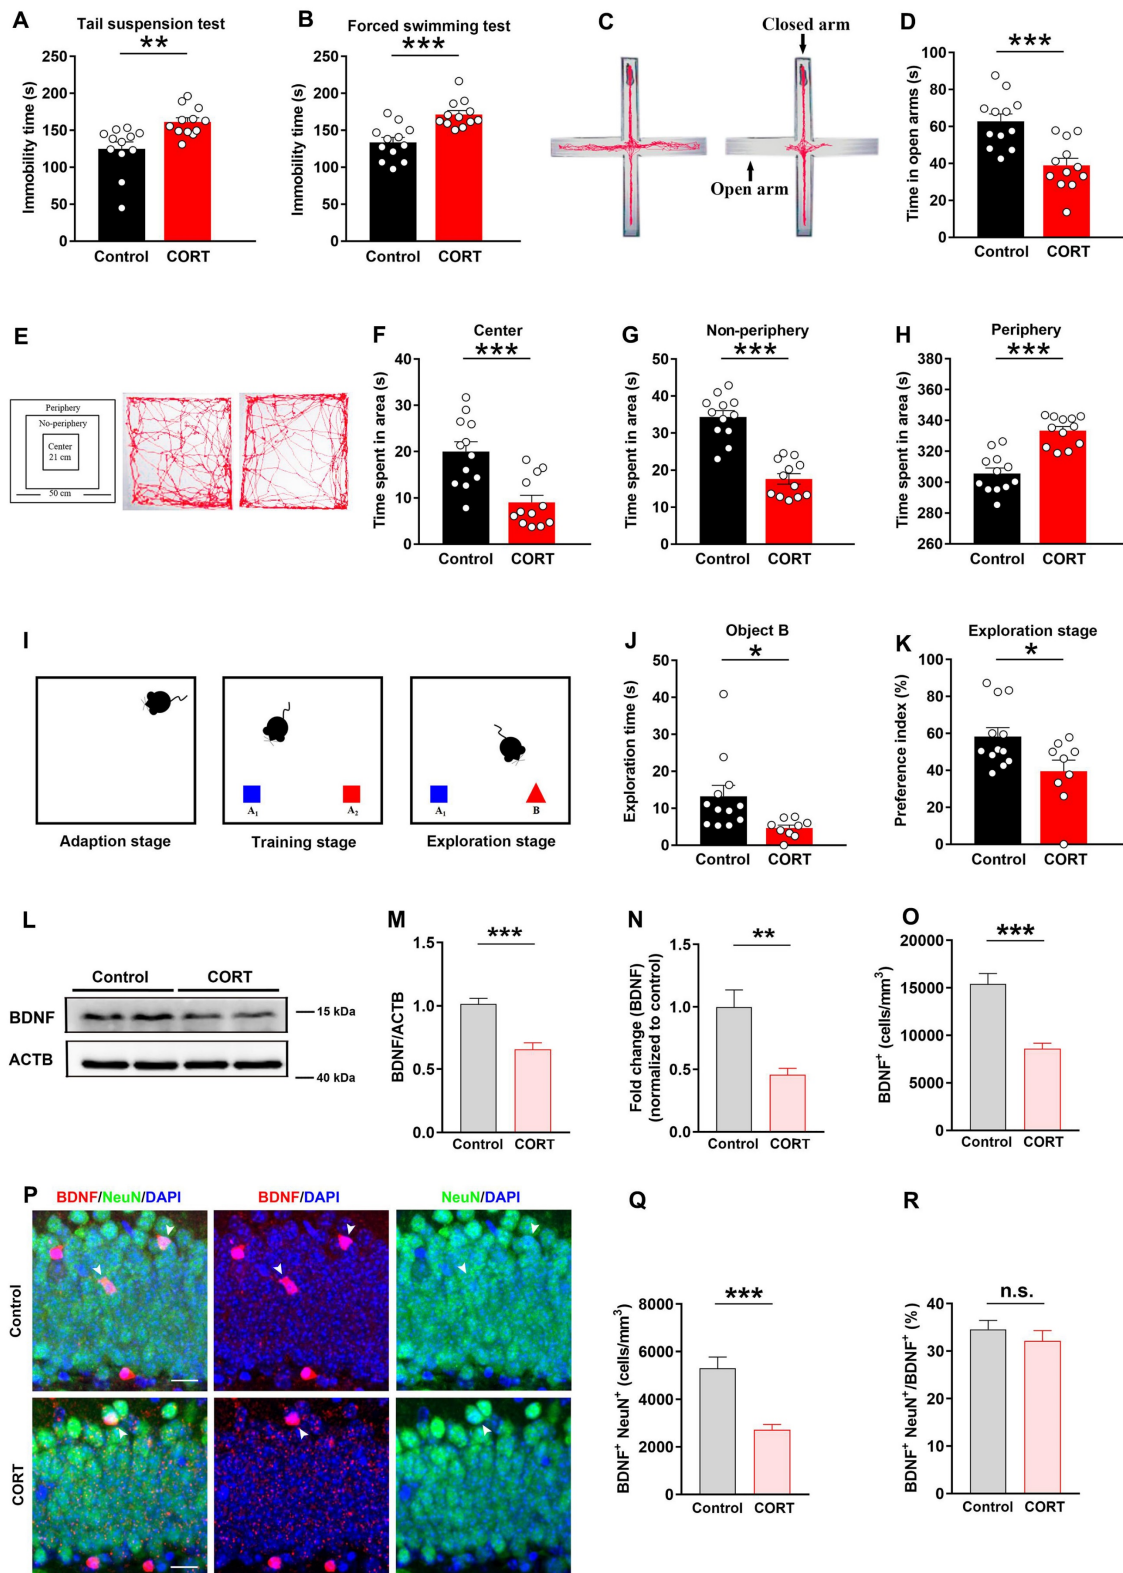 A
Tail suspension test
**
Immobility time (s)
250
200
150
100
50
0
Control
CORT
B
Forced swimming test
***
Immobility time (s)
250
200
150
100
50
0
Control
CORT
C
Closed arm
Open arm
D
***
Time in open arms (s)
100
80
60
40
20
0
Control
CORT
E
Periphery
No-periphery
Center
21 cm
50 cm
F
Center
***
Time spent in area (s)
40
30
20
10
0
Control
CORT
G
Non-periphery
***
Time spent in area (s)
50
40
30
20
10
0
Control
CORT
H
Periphery
***
Time spent in area (s)
380
360
340
320
300
280
260
Control
CORT
I
A1
A2
A1
B
Adaption stage
Training stage
Exploration stage
J
Object B
*
Exploration time (s)
50
40
30
20
10
0
Control
CORT
K
Exploration stage
*
Preference index (%)
100
80
60
40
20
0
Control
CORT
L
Control
CORT
BDNF
15 kDa
ACTB
40 kDa
M
***
BDNF/ACTB
1.5
1.0
0.5
0.0
Control
CORT
N
**
Fold change (BDNF)
(normalized to control)
1.5
1.0
0.5
0.0
Control
CORT
O
***
BDNF+ (cells/mm3)
20000
15000
10000
5000
0
Control
CORT
P
BDNF/NeuN/DAPI
BDNF/DAPI
NeuN/DAPI
Control
CORT
Q
***
BDNF+ NeuN+ (cells/mm3)
8000
6000
4000
2000
0
Control
CORT
R
n.s.
BDNF+ NeuN+/BDNF+ (%)
40
30
20
10
0
Control
CORT